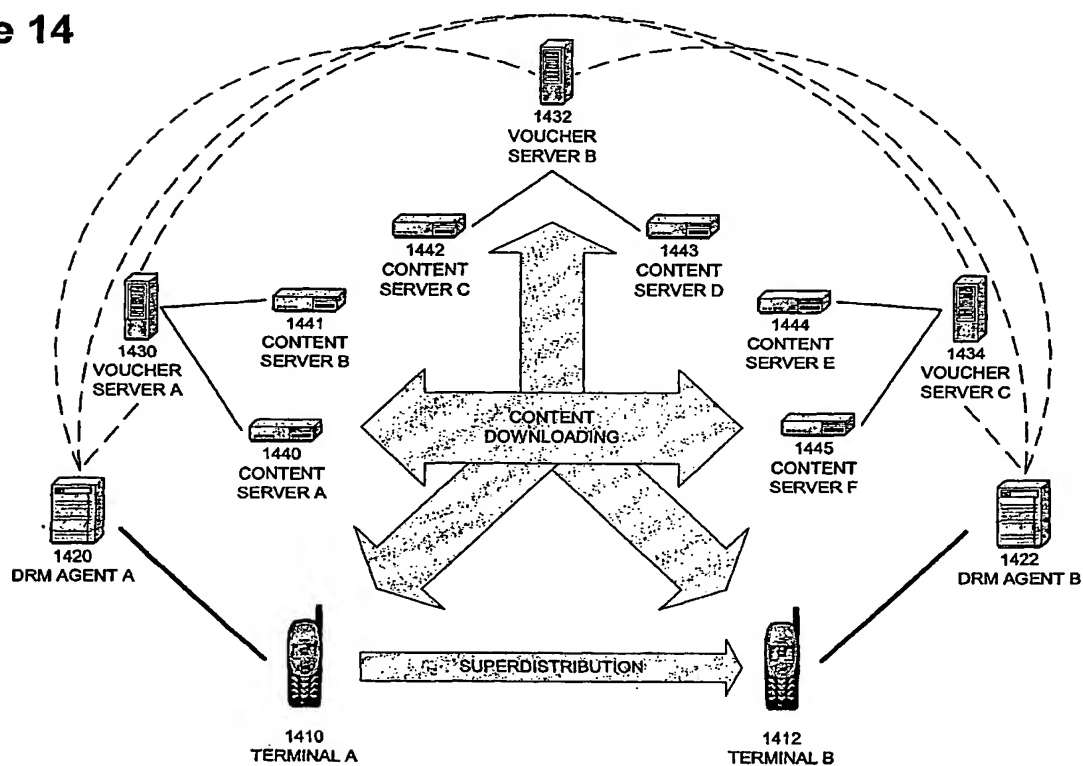 e 14
1432
VOUCHER
SERVER B
1442
CONTENT
SERVER C
1443
CONTENT
SERVER D
1430
VOUCHER
SERVER A
1441
CONTENT
SERVER B
1444
CONTENT
SERVER E
1434
VOUCHER
SERVER C
CONTENT
DOWNLOADING
1440
CONTENT
SERVER A
1445
CONTENT
SERVER F
1420
DRM AGENT A
1422
DRM AGENT B
SUPERDISTRIBUTION
1410
TERMINAL A
1412
TERMINAL B